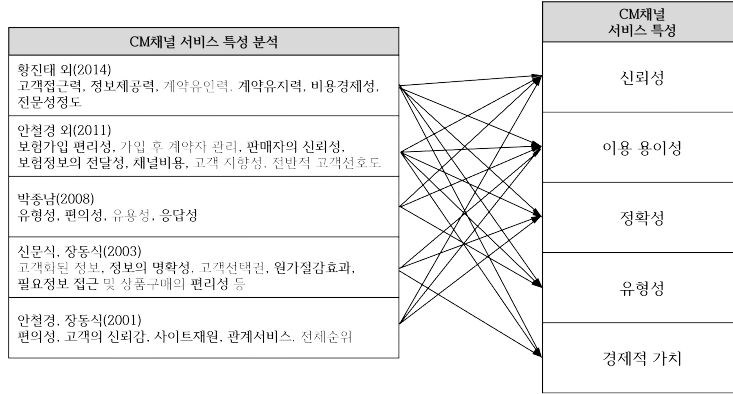 CM채널 서비스 특성 분석
황진태 외(2014)
고객접근력, 정보제공력, 계약유인력, 계약유지력, 비용경제성,
전문성정도
안철경 외(2011)
보험가입 편리성, 가입 후 계약자 관리, 판매자의 신뢰성,
보험정보의 전달성, 채널비용, 고객 지향성, 전반적 고객선호도
박종남(2008)
유형성, 편의성, 유용성, 응답성
신문식, 장동식(2003)
고객화된 정보, 정보의 명확성, 고객선택권, 원가절감효과,
필요정보 접근 및 상품구매의 편리성 등
안철경, 장동식(2001)
편의성, 고객의 신뢰감, 사이트재원, 관계서비스, 전체순위
CM채널
서비스 특성
신뢰성
이용 용이성
정확성
유형성
경제적 가치